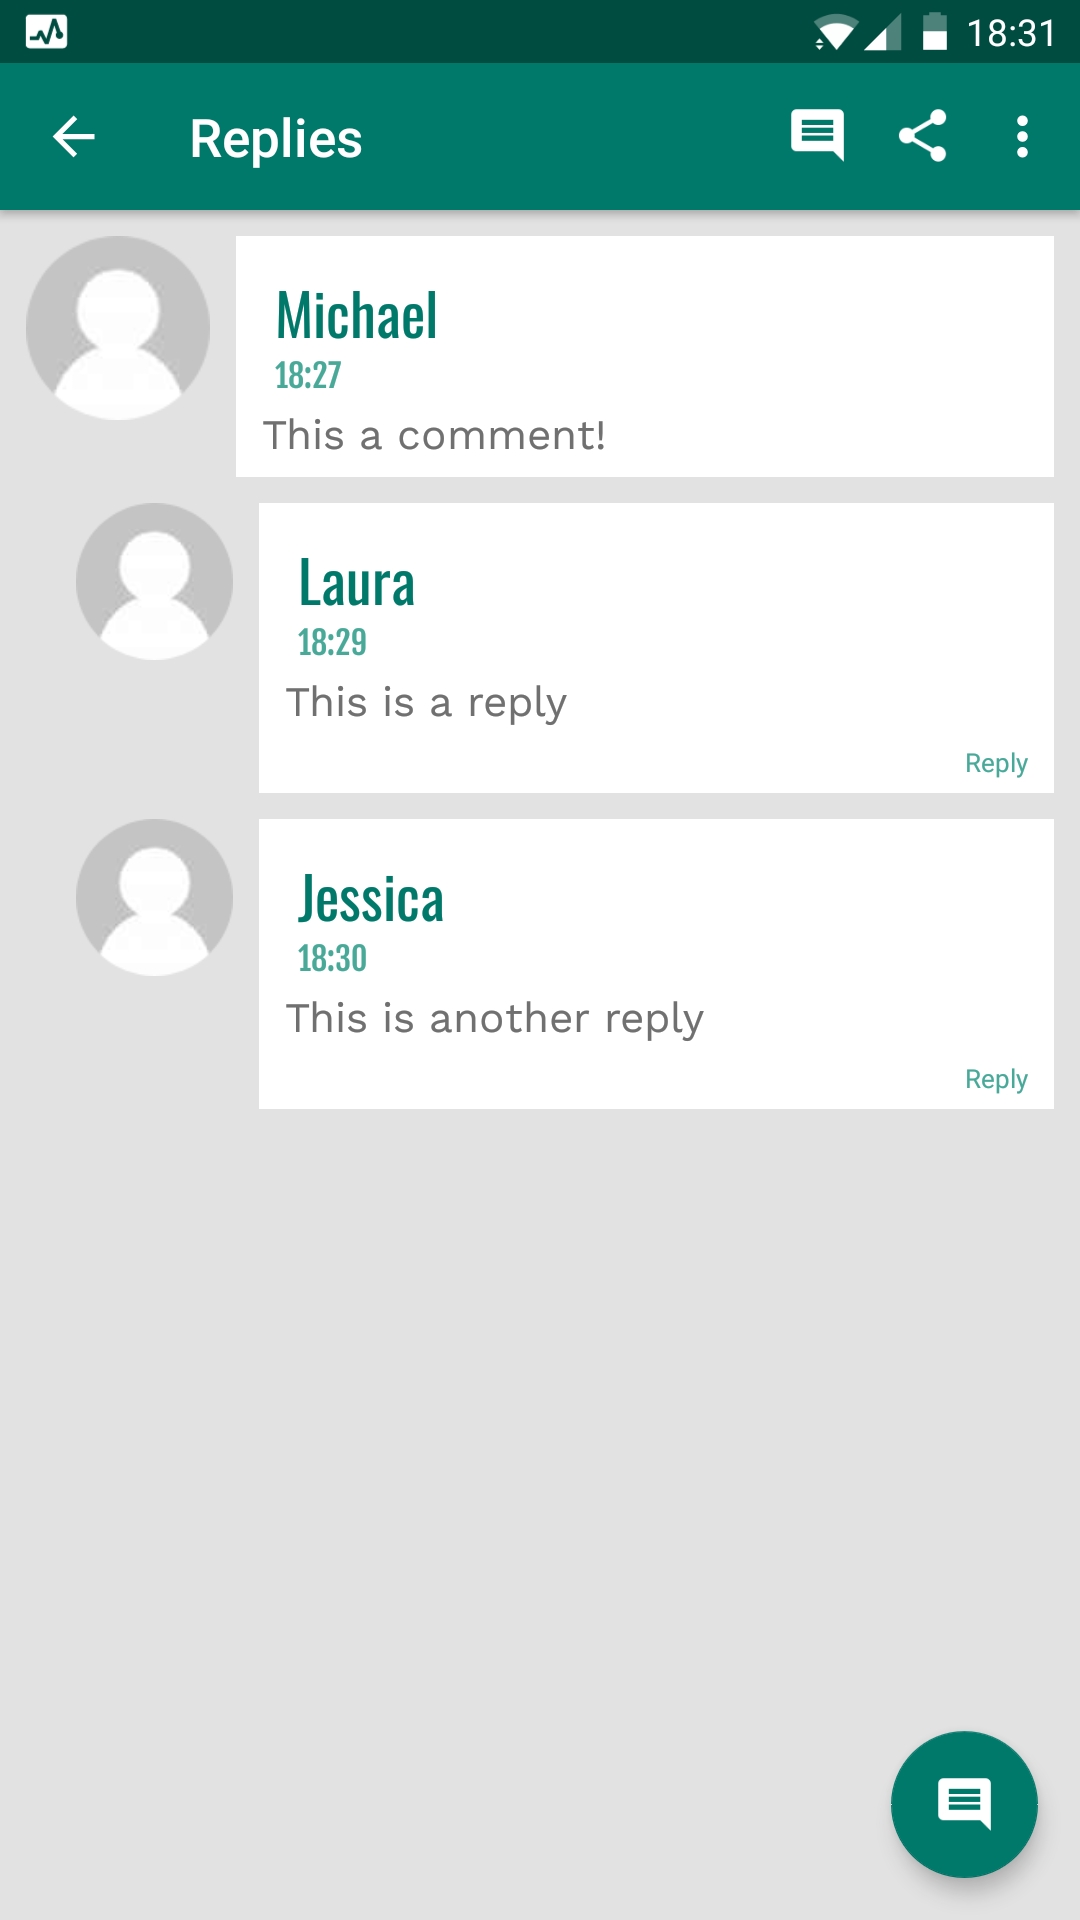 18:31
Replies
Michael
18:27
This a comment!
Laura
18:29
This is a reply
Reply
Jessica
18:30
This is another reply
Reply